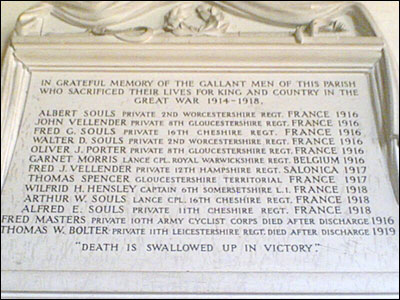 IN GRATEFUL MEMORY OF THE GALLANT MEN OF THIS PARISH
WHO SACRIFICED THEIR LIVES FOR KING AND COUNTRY IN THE
GREAT WAR 1914-1918.
ALBERT SOULS PRIVATE 2ND WORCESTERSHIRE REGT. FRANCE 1916
JOHN VELLENDER PRIVATE 8TH GLOUCESTERSHIRE REGT. FRANCE 1916
FRED G. SOULS PRIVATE 16TH CHESHIRE REGT. FRANCE 1916
WALTER D. SOULS PRIVATE 2ND WORCESTERSHIRE REGT. FRANCE 1916
OLIVER J. PORTER PRIVATE 8TH GLOUCESTERSHIRE REGT. FRANCE 1916
GARNET MORRIS LANCE CPL. ROYAL WARWICKSHIRE REGT. BELGIUM 1916
FRED J. VELLENDER PRIVATE 12TH HAMPSHIRE REGT. SALONICA 1917
THOMAS SPENCER GLOUCESTERSHIRE TERRITORIAL FRANCE 1917
WILFRID H. HENSLEY CAPTAIN 6TH SOMERSETSHIRE L.I. FRANCE 1918
ARTHUR W. SOULS LANCE CPL. 16TH CHESHIRE REGT. FRANCE 1918
ALFRED E. SOULS PRIVATE 11TH CHESHIRE REGT. FRANCE 1918
FRED MASTERS PRIVATE 10TH ARMY CYCLIST CORPS DIED AFTER DISCHARGE 1916
THOMAS W. BOLTER PRIVATE 11TH LEICESTERSHIRE REGT. DIED AFTER DISCHARGE 1919
"DEATH IS SWALLOWED UP IN VICTORY."